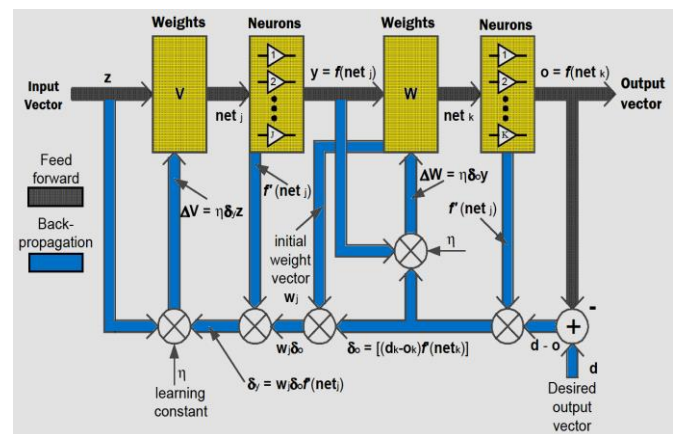 Weights
Neurons
Weights
Neurons
Input
Vector
z
V
net j
1
2
J
y = f(net j)
W
net k
1
2
K
o = f(net k)
Output
vector
Feed
forward
Back-
propagation
ΔV = ηδyz
f'(net j)
initial
weight
vector
wj
ΔW = ηδoy
η
f'(net j)
-
+
d - o
d
Desired
output
vector
wjδo
δo = [(dk-ok)f'(netk)]
η
learning
constant
δy = wjδof'(netj)